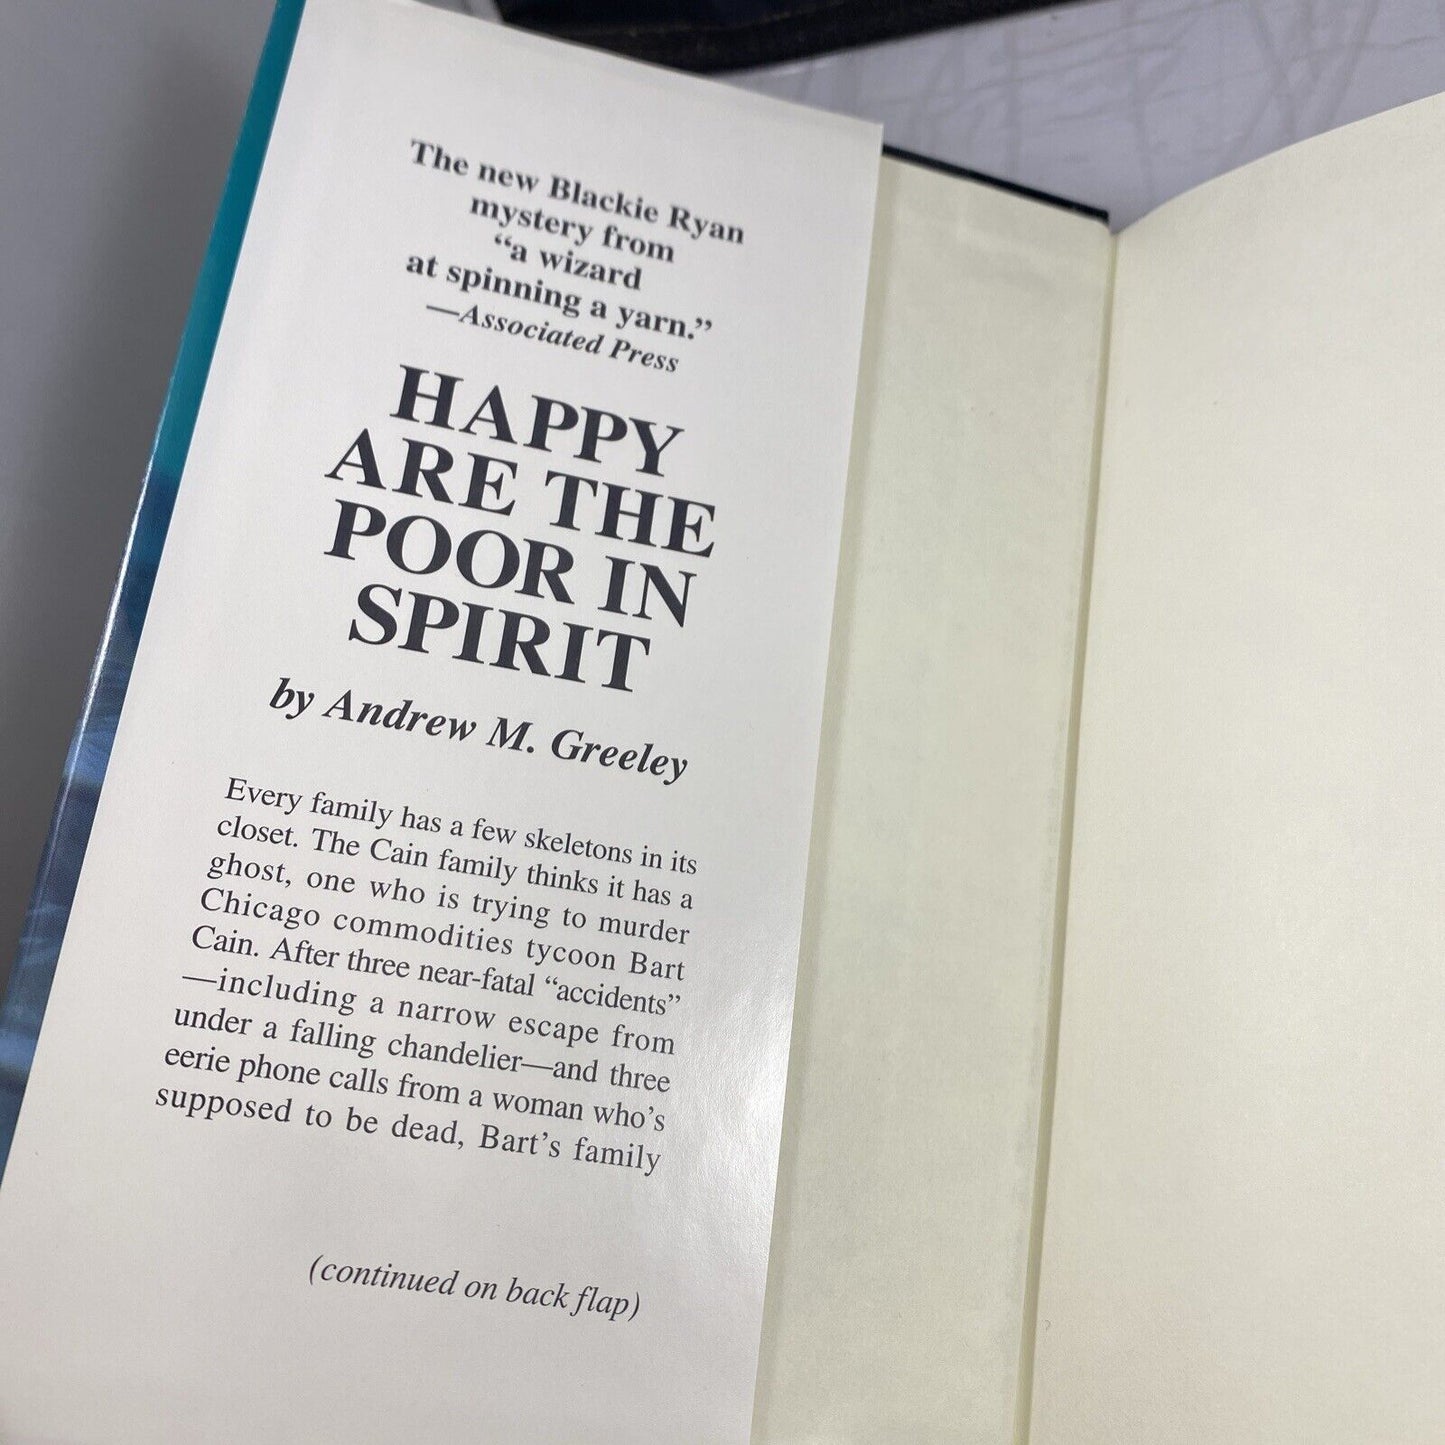 The new Blackie Ryan
mystery from
“a wizard
at spinning a yarn.”
—Associated Press
HAPPY
ARE THE
POOR IN
SPIRIT
by Andrew M. Greeley
Every family has a few skeletons in its
closet. The Cain family thinks it has a
ghost, one who is trying to murder
Chicago commodities tycoon Bart
Cain. After three near-fatal “accidents”
—including a narrow escape from
under a falling chandelier—and three
eerie phone calls from a woman who’s
supposed to be dead, Bart’s family
(continued on back flap)